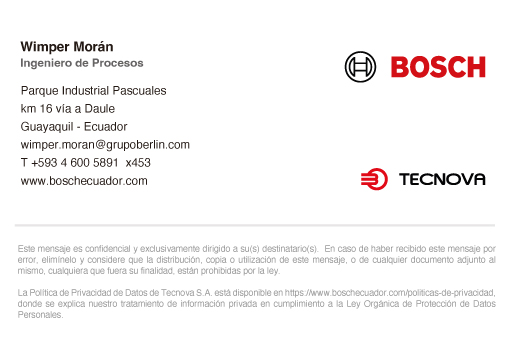 Wimper Morán
Ingeniero de Procesos
Parque Industrial Pascuales
km 16 vía a Daule
Guayaquil - Ecuador
wimper.moran@grupoberlin.com
T +593 4 600 5891  x453
www.boschecuador.com
BOSCH
TECNOVA
Este mensaje es confidencial y exclusivamente dirigido a su(s) destinatario(s).  En caso de haber recibido este mensaje por
error, elimínelo y considere que la distribución, copia o utilización de este mensaje, o de cualquier documento adjunto al
mismo, cualquiera que fuera su finalidad, están prohibidas por la ley.
La Política de Privacidad de Datos de Tecnova S.A. está disponible en https://www.boschecuador.com/politicas-de-privacidad,
donde se explica nuestro tratamiento de información privada en cumplimiento a la Ley Orgánica de Protección de Datos
Personales.